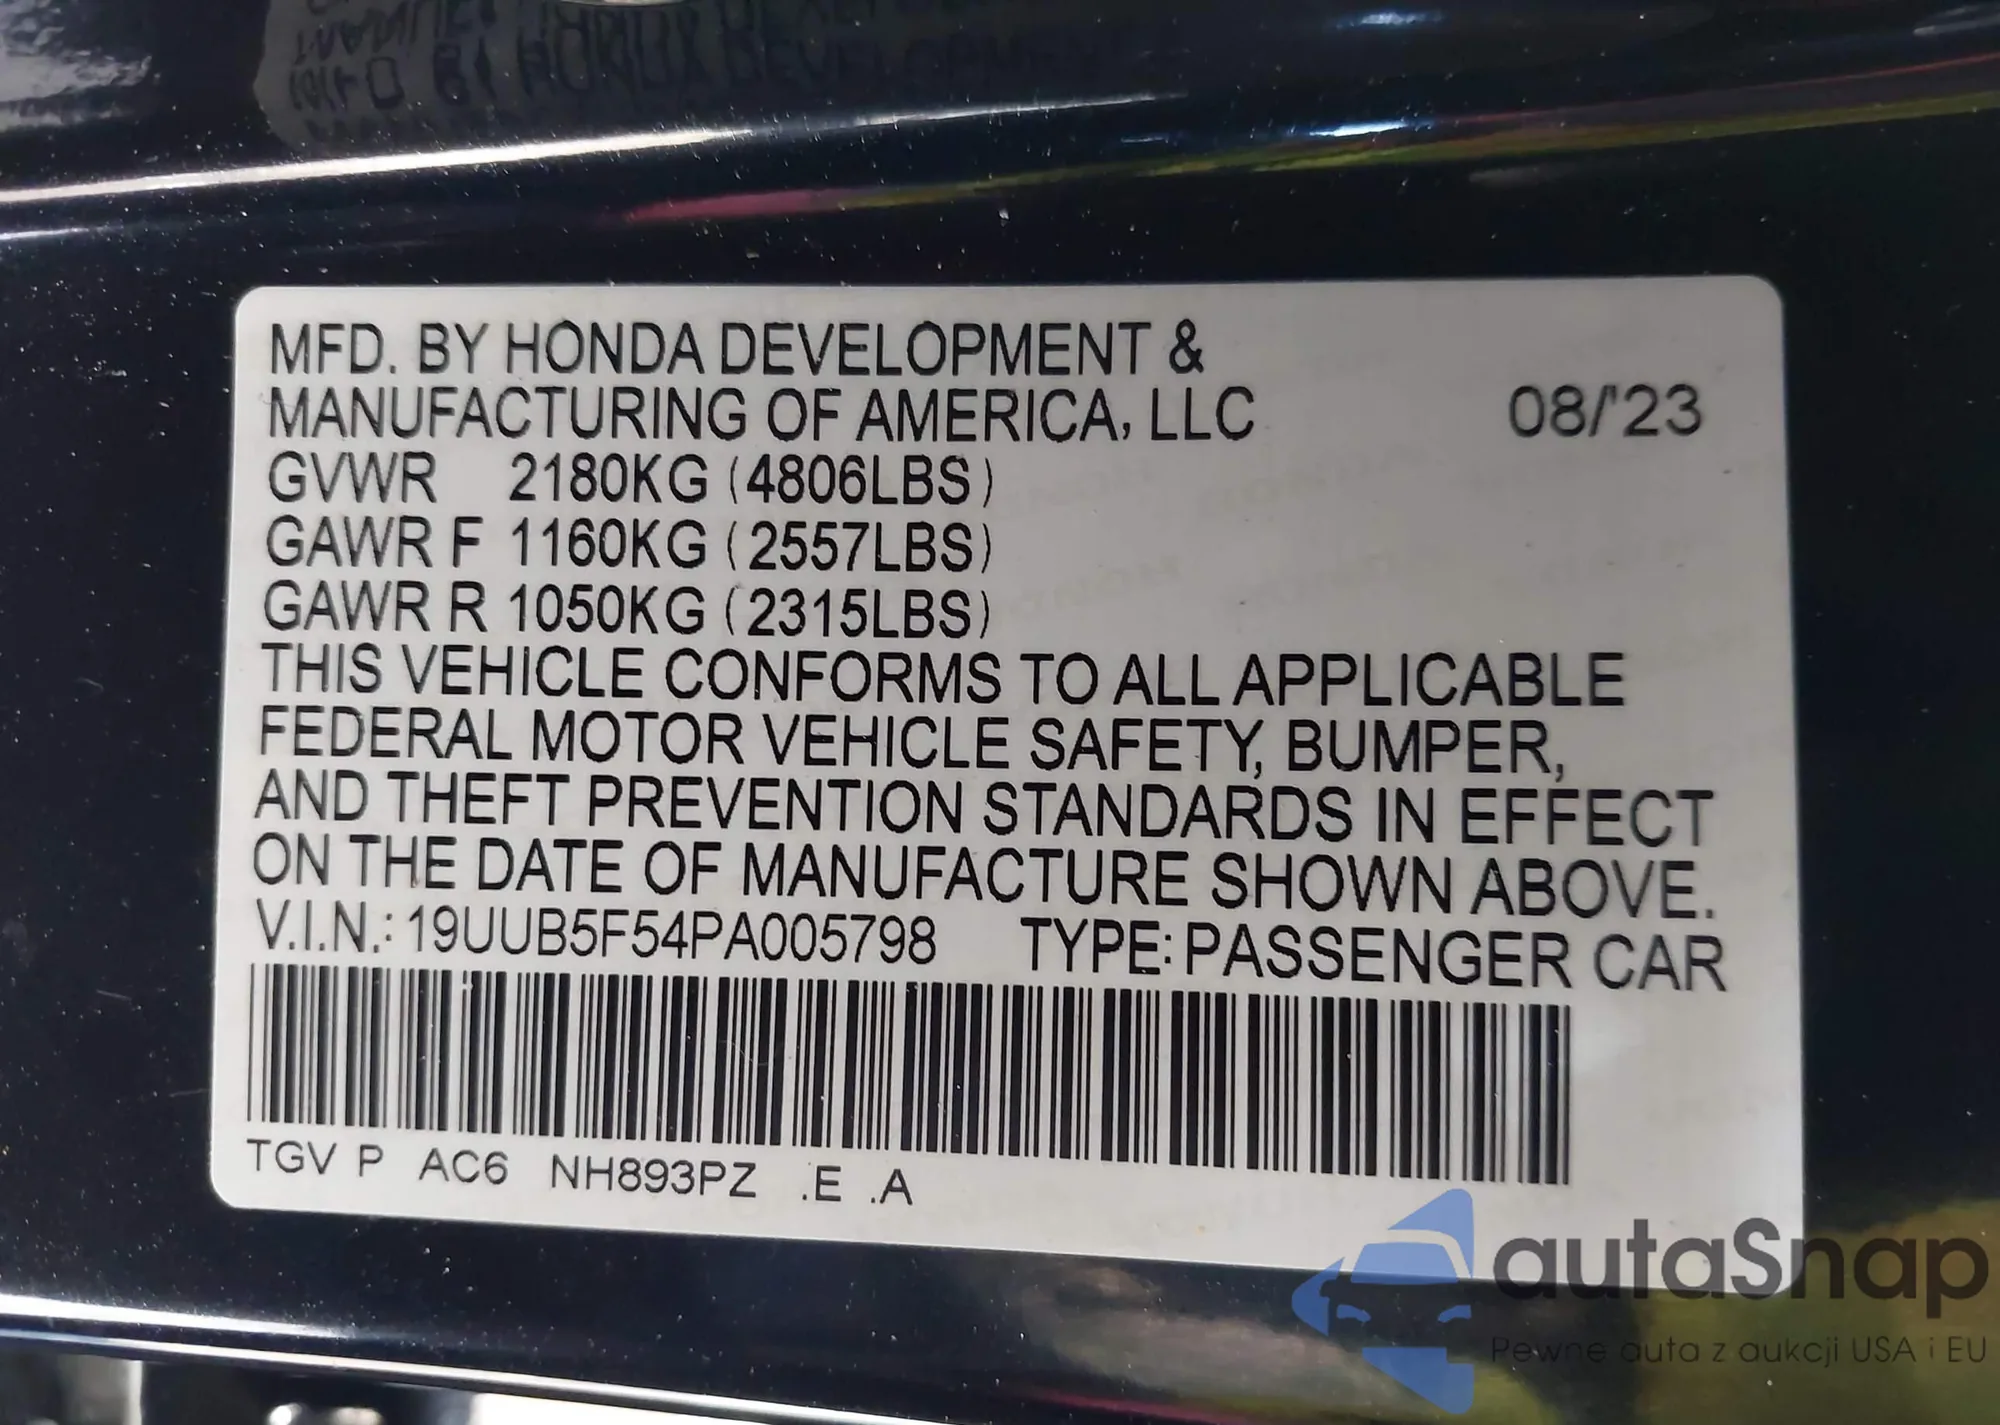 MFD. BY HONDA DEVELOPMENT &
MANUFACTURING OF AMERICA, LLC 08/'23
GVWR 2180KG (4806LBS)
GAWR F 1160KG (2557LBS)
GAWR R 1050KG (2315LBS)
THIS VEHICLE CONFORMS TO ALL APPLICABLE
FEDERAL MOTOR VEHICLE SAFETY, BUMPER,
AND THEFT PREVENTION STANDARDS IN EFFECT
ON THE DATE OF MANUFACTURE SHOWN ABOVE.
V.I.N.: 19UUB5F54PA005798 TYPE: PASSENGER CAR
TGV P AC6 NH893PZ .E .A
autaSnap
Pewne auta z aukcji USA i EU